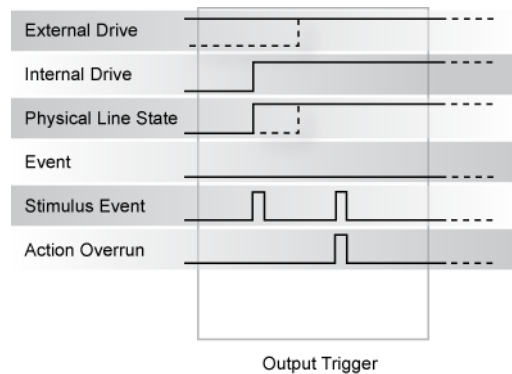 External Drive
Internal Drive
Physical Line State
Event
Stimulus Event
Action Overrun
Output Trigger